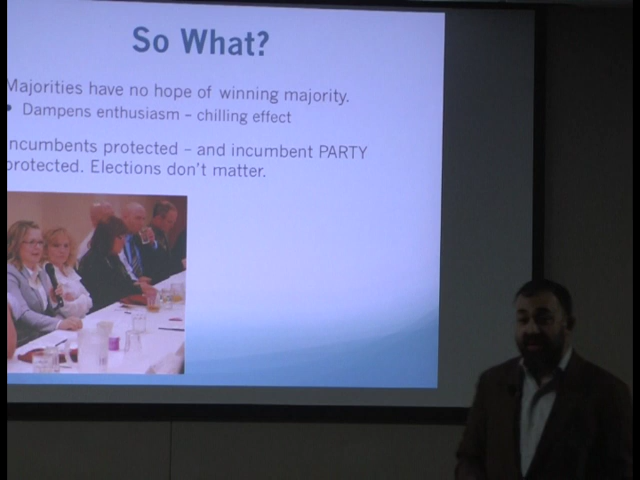 So What?
Majorities have no hope of winning majority.
• Dampens enthusiasm – chilling effect
ncumbents protected – and incumbent PARTY
protected. Elections don't matter.